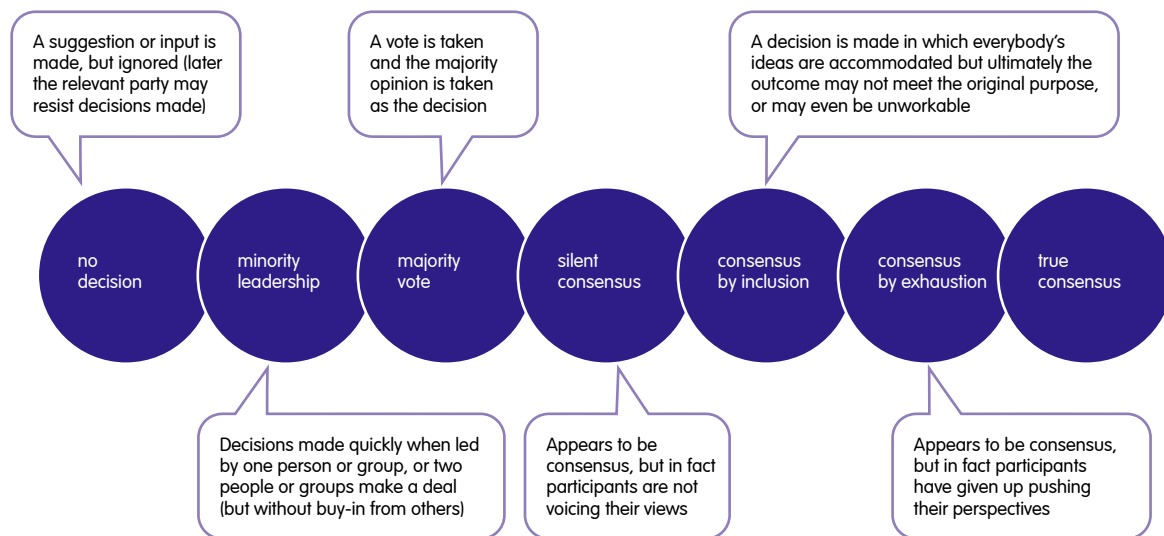 A suggestion or input is
made, but ignored (later
the relevant party may
resist decisions made)
A vote is taken
and the majority
opinion is taken
as the decision
A decision is made in which everybody's
ideas are accommodated but ultimately the
outcome may not meet the original purpose,
or may even be unworkable
no
decision
minority
leadership
majority
vote
silent
consensus
consensus
by inclusion
consensus
by exhaustion
true
consensus
Decisions made quickly when led
by one person or group, or two
people or groups make a deal
(but without buy-in from others)
Appears to be
consensus, but in fact
participants are not
voicing their views
Appears to be consensus,
but in fact participants
have given up pushing
their perspectives